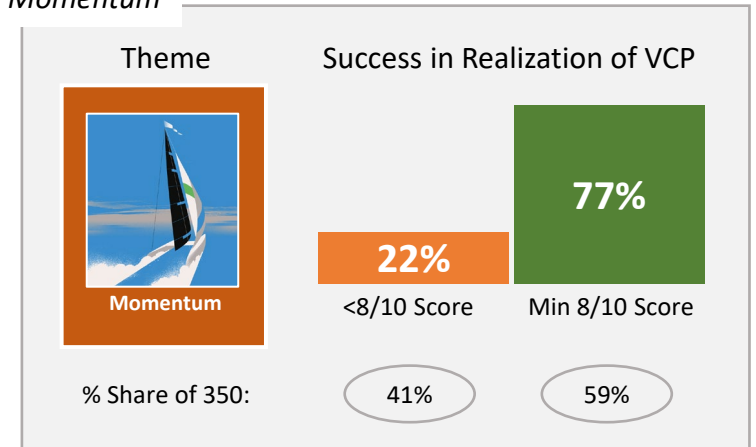 Momentum
Theme
Success in Realization of VCP
77%
22%
Momentum
<8/10 Score
Min 8/10 Score
% Share of 350:
41%
59%